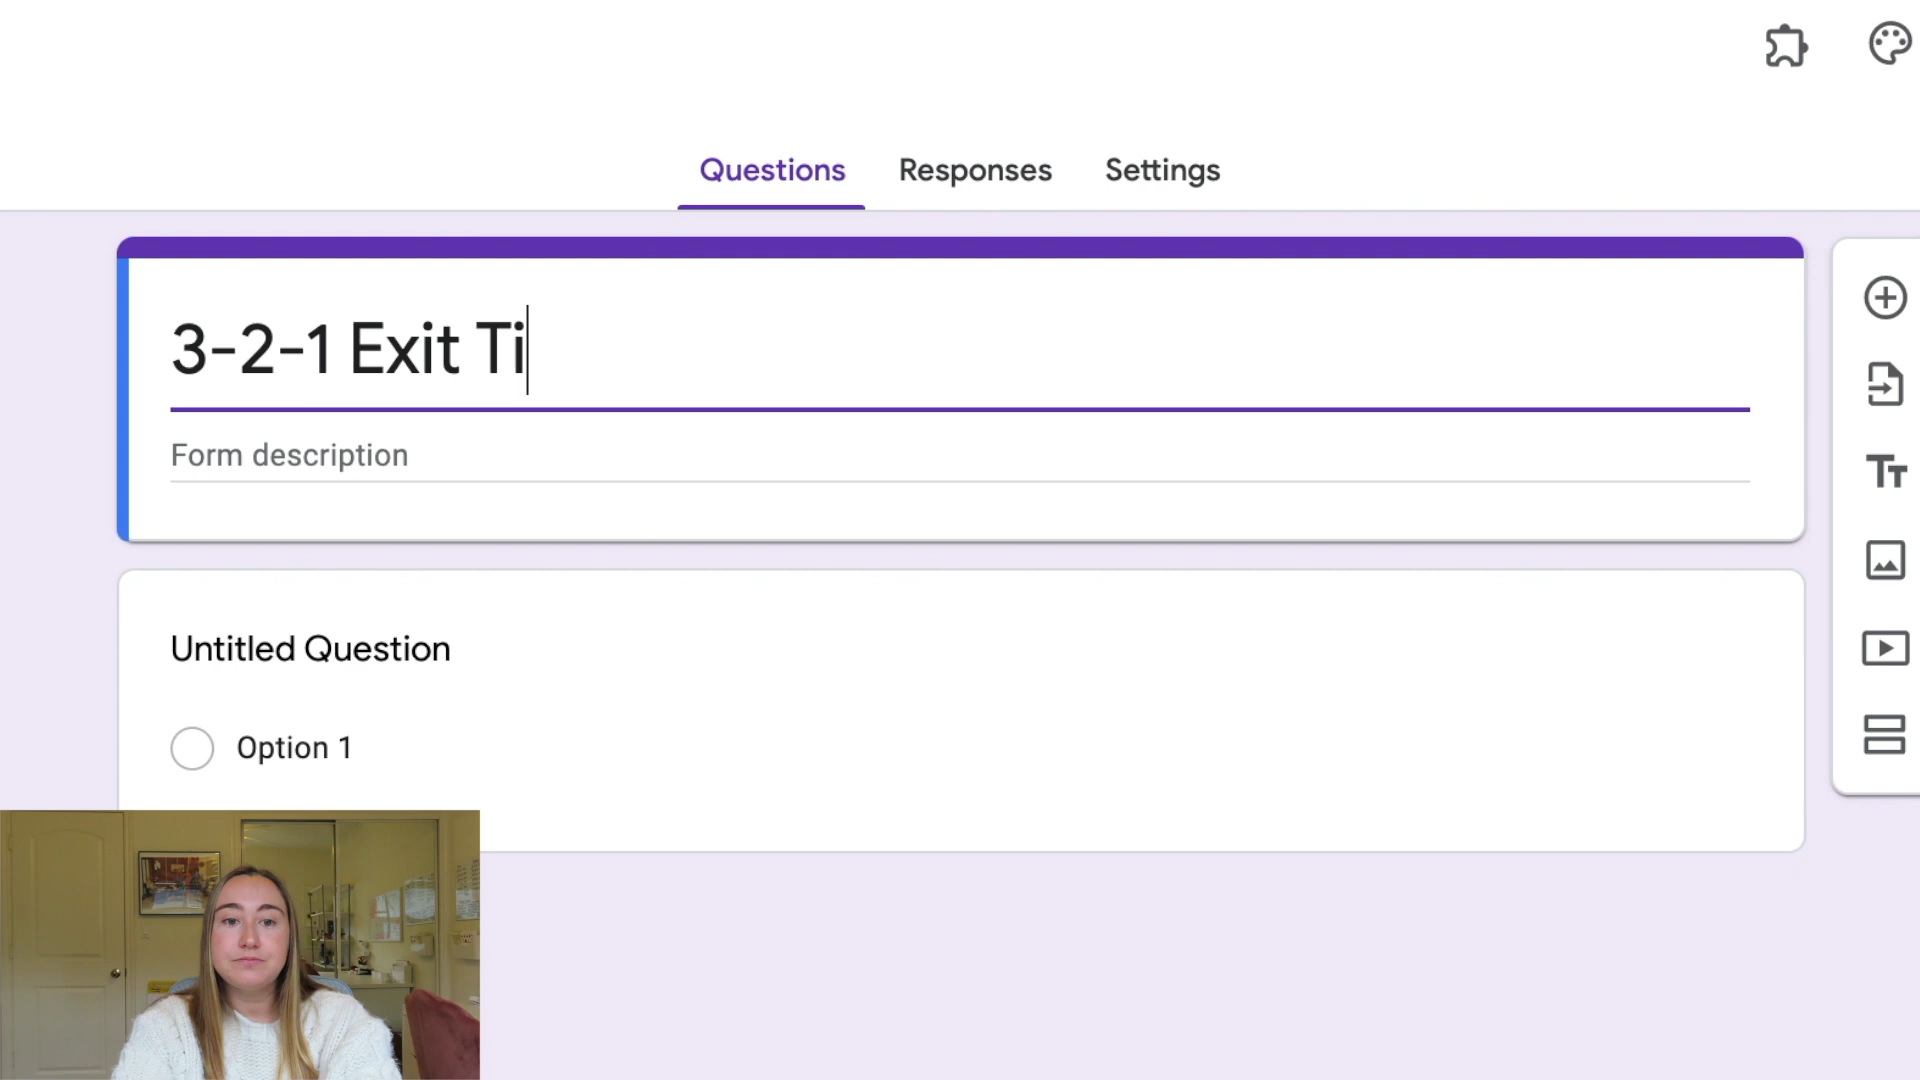 Questions Responses Settings
3-2-1 Exit Ti
Form description
Untitled Question
Option 1